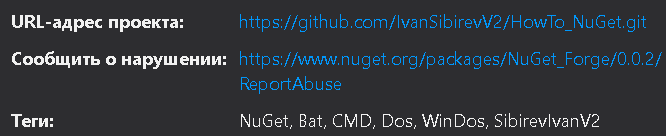 URL-адрес проекта: https://github.com/IvanSibirevV2/HowTo_NuGet.git
Сообщить о нарушении: https://www.nuget.org/packages/NuGet_Forge/0.0.2/
ReportAbuse
Теги: NuGet, Bat, CMD, Dos, WinDos, SibirevIvanV2